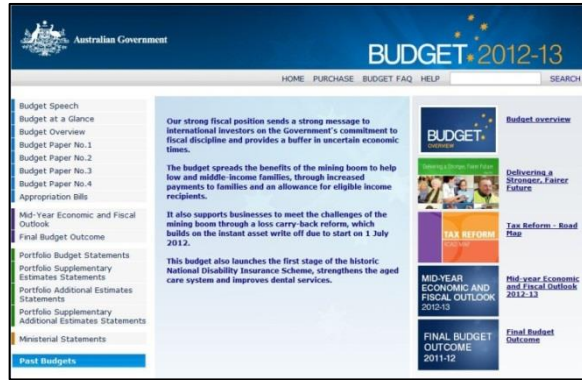 Australian Government
BUDGET 2012-13
HOME PURCHASE BUDGET FAQ HELP SEARCH
Budget Speech
Budget at a Glance
Budget Overview
Budget Paper No.1
Budget Paper No.2
Budget Paper No.3
Budget Paper No.4
Appropriation Bills
Mid-Year Economic and Fiscal
Outlook
Final Budget Outcome
Portfolio Budget Statements
Portfolio Supplementary
Estimates Statements
Portfolio Additional Estimates
Statements
Portfolio Supplementary
Additional Estimates Statements
Ministerial Statements
Past Budgets
Our strong fiscal position sends a strong message to
international investors on the Government's commitment to
fiscal discipline and provides a buffer in uncertain economic
times.
The budget spreads the benefits of the mining boom to help
low and middle-income families, through increased
payments to families and an allowance for eligible income
recipients.
It also supports businesses to meet the challenges of the
mining boom through a loss carry-back reform, which
builds on the instant asset write off due to start on 1 July
2012.
This budget also launches the first stage of the historic
National Disability Insurance Scheme, strengthens the aged
care system and improves dental services.
BUDGET
OVERVIEW
Budget overview
Delivering a Stronger, Fairer Future
Delivering a
Stronger, Fairer
Future
TAX REFORM
ROAD MAP
Tax Reform - Road
Map
MID-YEAR
ECONOMIC AND
FISCAL OUTLOOK
2012-13
Mid-year Economic
and Fiscal Outlook
2012-13
FINAL BUDGET
OUTCOME
2011-12
Final Budget
Outcome